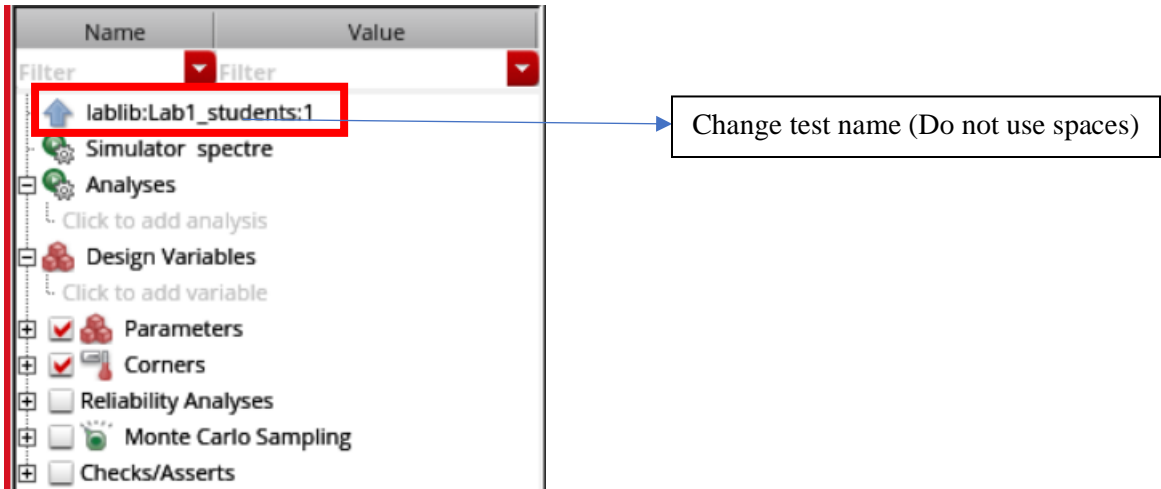 Name Value
Filter Filter
lablib:Lab1_students:1
Change test name (Do not use spaces)
Simulator spectre
Analyses
Click to add analysis
Design Variables
Click to add variable
Parameters
Corners
Reliability Analyses
Monte Carlo Sampling
Checks/Asserts